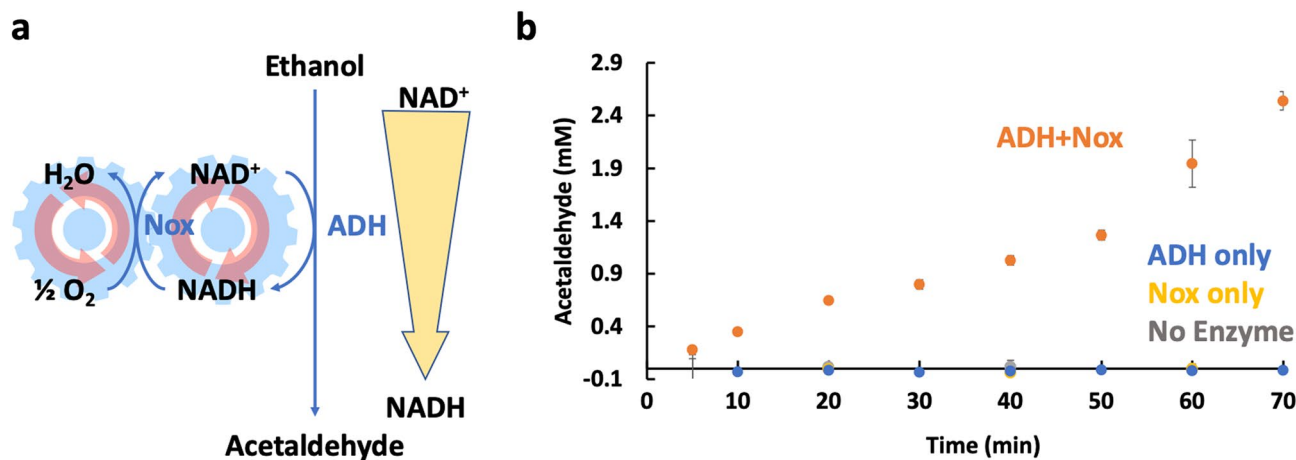 a
Ethanol
NAD⁺
H₂O
NAD⁺
Nox
ADH
½ O₂
NADH
NADH
Acetaldehyde
b
Acetaldehyde (mM)
2.9
2.4
1.9
1.4
0.9
0.4
-0.1
ADH+Nox
ADH only
Nox only
No Enzyme
0 10 20 30 40 50 60 70
Time (min)